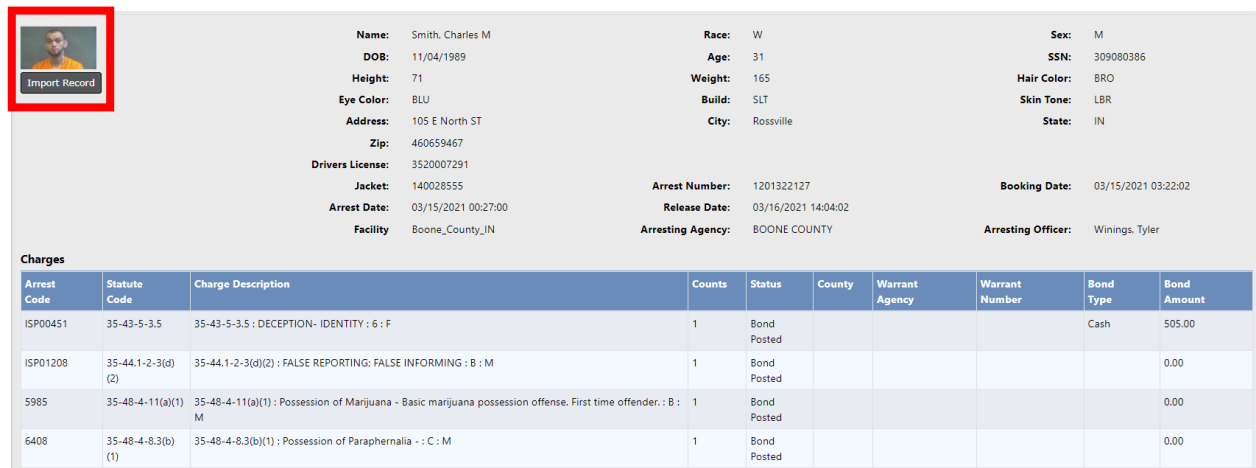 Name: Smith, Charles M Race: W Sex: M
DOB: 11/04/1989 Age: 31 SSN: 309080386
Import Record
Height: 71 Weight: 165 Hair Color: BRO
Eye Color: BLU Build: SLT Skin Tone: LBR
Address: 105 E North ST City: Rossville State: IN
Zip: 460659467
Drivers License: 3520007291
Jacket: 140028555 Arrest Number: 1201322127 Booking Date: 03/15/2021 03:22:02
Arrest Date: 03/15/2021 00:27:00 Release Date: 03/16/2021 14:04:02
Facility Boone_County_IN Arresting Agency: BOONE COUNTY Arresting Officer: Winings, Tyler
Charges
Arrest Statute Charge Description Counts Status County Warrant Warrant Bond Bond
Code Code Agency Number Type Amount
ISP00451 35-43-5-3.5 35-43-5-3.5 : DECEPTION- IDENTITY : 6 : F 1 Bond Cash 505.00
Posted
ISP01208 35-44.1-2-3(d) 35-44.1-2-3(d)(2) : FALSE REPORTING; FALSE INFORMING : B : M 1 Bond 0.00
(2) Posted
5985 35-48-4-11(a)(1) 35-48-4-11(a)(1) : Possession of Marijuana - Basic marijuana possession offense. First time offender. : B : 1 Bond 0.00
M Posted
6408 35-48-4-8.3(b) 35-48-4-8.3(b)(1) : Possession of Paraphernalia - : C : M 1 Bond 0.00
(1) Posted